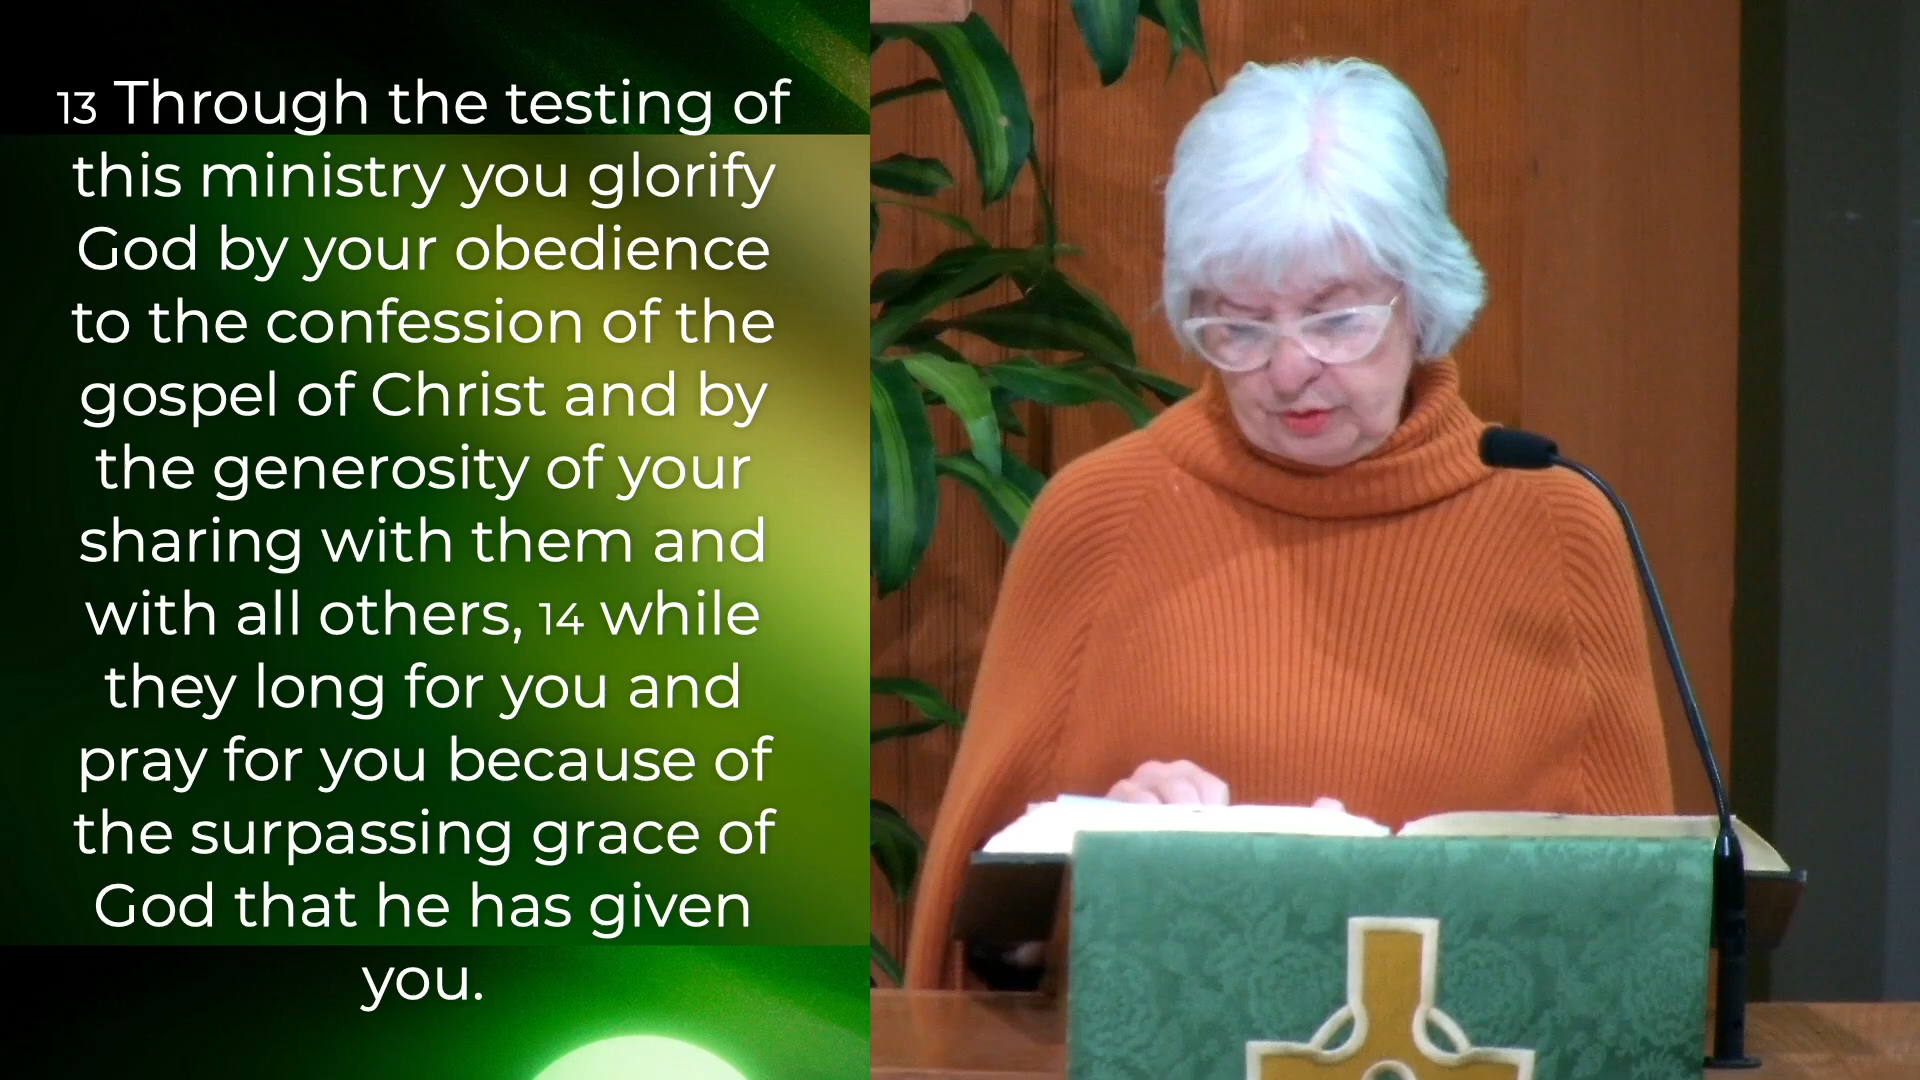 13 Through the testing of
this ministry you glorify
God by your obedience
to the confession of the
gospel of Christ and by
the generosity of your
sharing with them and
with all others, 14 while
they long for you and
pray for you because of
the surpassing grace of
God that he has given
you.